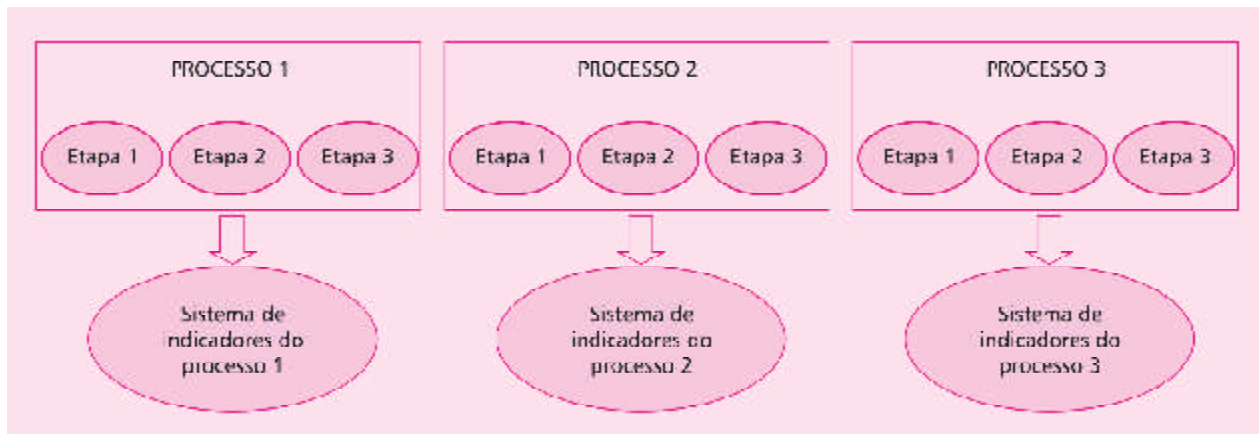 PROCESSO 1
Etapa 1
Etapa 2
Etapa 3
Sistema de
indicadores do
processo 1
PROCESSO 2
Etapa 1
Etapa 2
Etapa 3
Sistema de
indicadores do
processo 2
PROCESSO 3
Etapa 1
Etapa 2
Etapa 3
Sistema de
indicadores do
processo 3